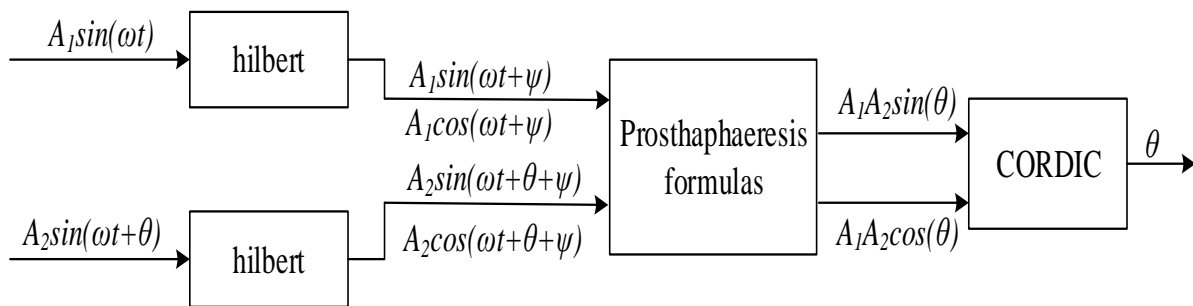 A₁sin(ωt)
hilbert
A₁sin(ωt+ψ)
A₁cos(ωt+ψ)
A₂sin(ωt+θ)
hilbert
A₂sin(ωt+θ+ψ)
A₂cos(ωt+θ+ψ)
Prosthaphaeresis
formulas
A₁A₂sin(θ)
A₁A₂cos(θ)
CORDIC
θ